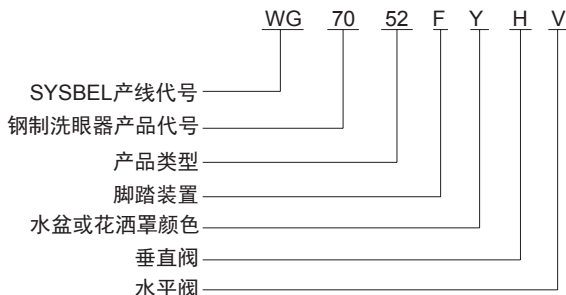 WG 70 52 F Y H V
SYSBEL产线代号
钢制洗眼器产品代号
产品类型
脚踏装置
水盆或花洒罩颜色
垂直阀
水平阀